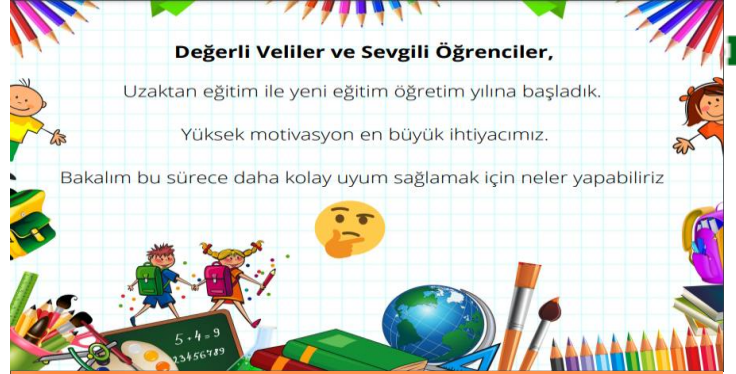 Değerli Veliler ve Sevgili Öğrenciler,
Uzaktan eğitim ile yeni eğitim öğretim yılına başladık.
Yüksek motivasyon en büyük ihtiyacımız.
Bakalım bu sürece daha kolay uyum sağlamak için neler yapabiliriz
5+4=9
23456789